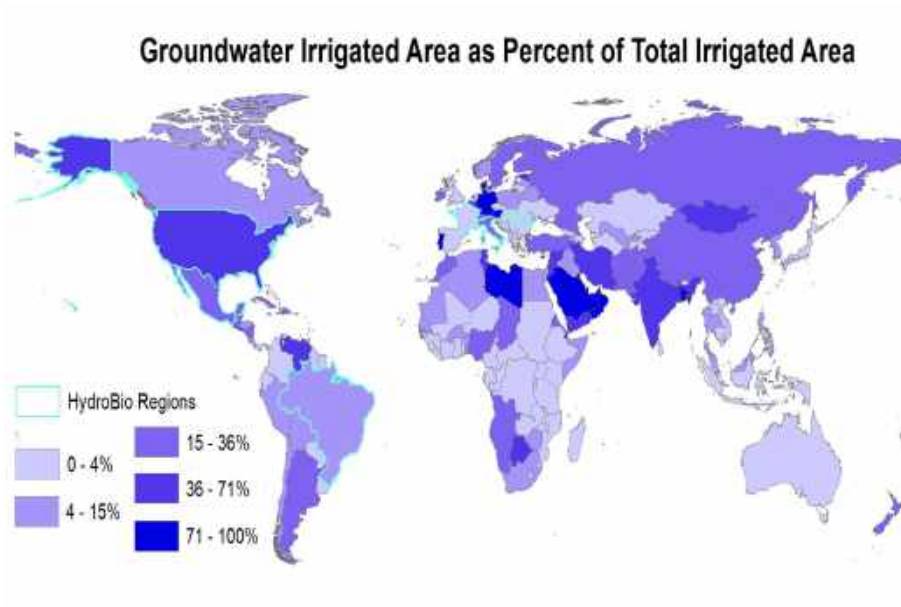 Groundwater Irrigated Area as Percent of Total Irrigated Area
HydroBio Regions
0 - 4%
4 - 15%
15 - 36%
36 - 71%
71 - 100%